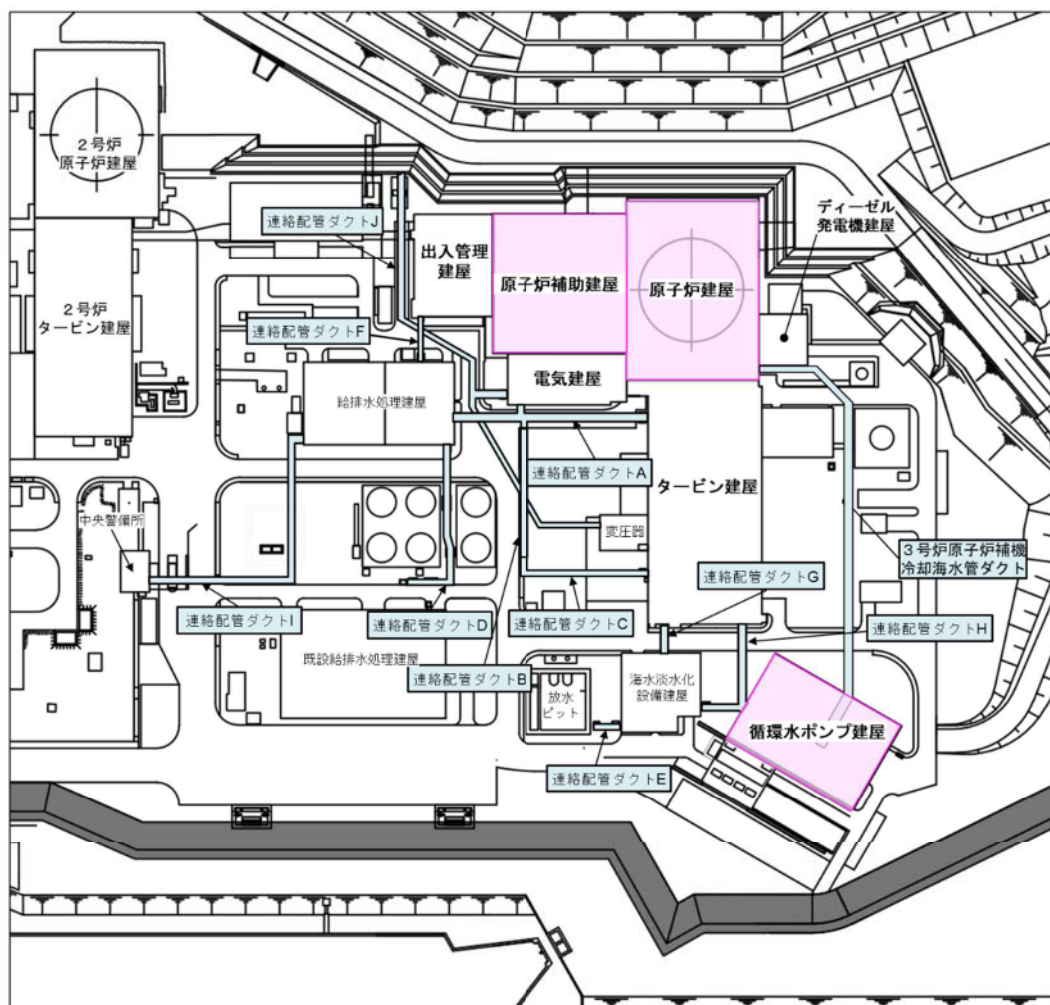 ２号炉
原子炉建屋
ディーゼル
発電機建屋
連絡配管ダクトJ
出入管理
建屋
原子炉補助建屋
原子炉建屋
２号炉
タービン建屋
連絡配管ダクトF
電気建屋
給排水処理建屋
連絡配管ダクトA
タービン建屋
中央警備所
変圧器
３号炉原子炉補機
冷却海水管ダクト
連絡配管ダクトG
連絡配管ダクトI
連絡配管ダクトD
連絡配管ダクトC
連絡配管ダクトH
既設給排水処理建屋
連絡配管ダクトB
放水
ピット
海水淡水化
設備建屋
循環水ポンプ建屋
連絡配管ダクトE